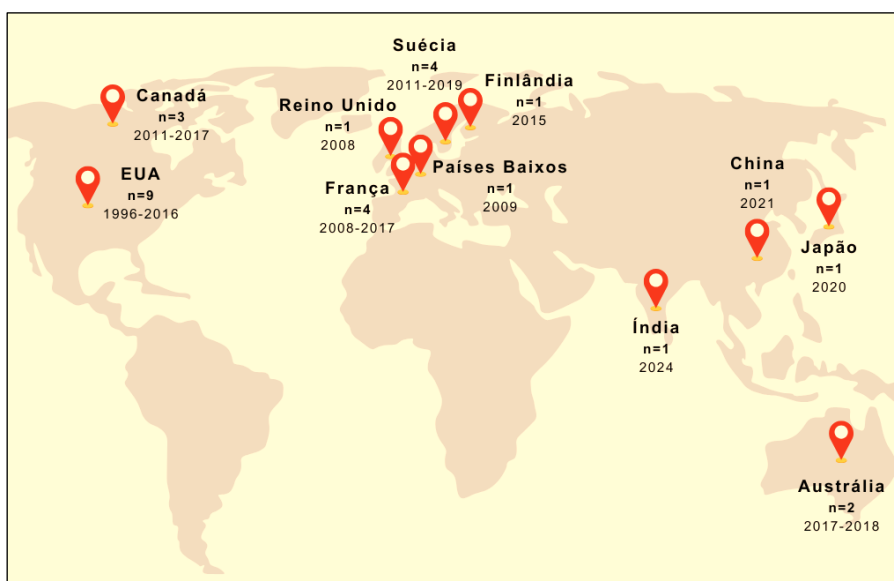 Suécia
n=4
2011-2019
Finlândia
n=1
2015
Canadá
n=3
2011-2017
Reino Unido
n=1
2008
EUA
n=9
1996-2016
Países Baixos
n=1
2009
França
n=4
2008-2017
China
n=1
2021
Japão
n=1
2020
Índia
n=1
2024
Austrália
n=2
2017-2018